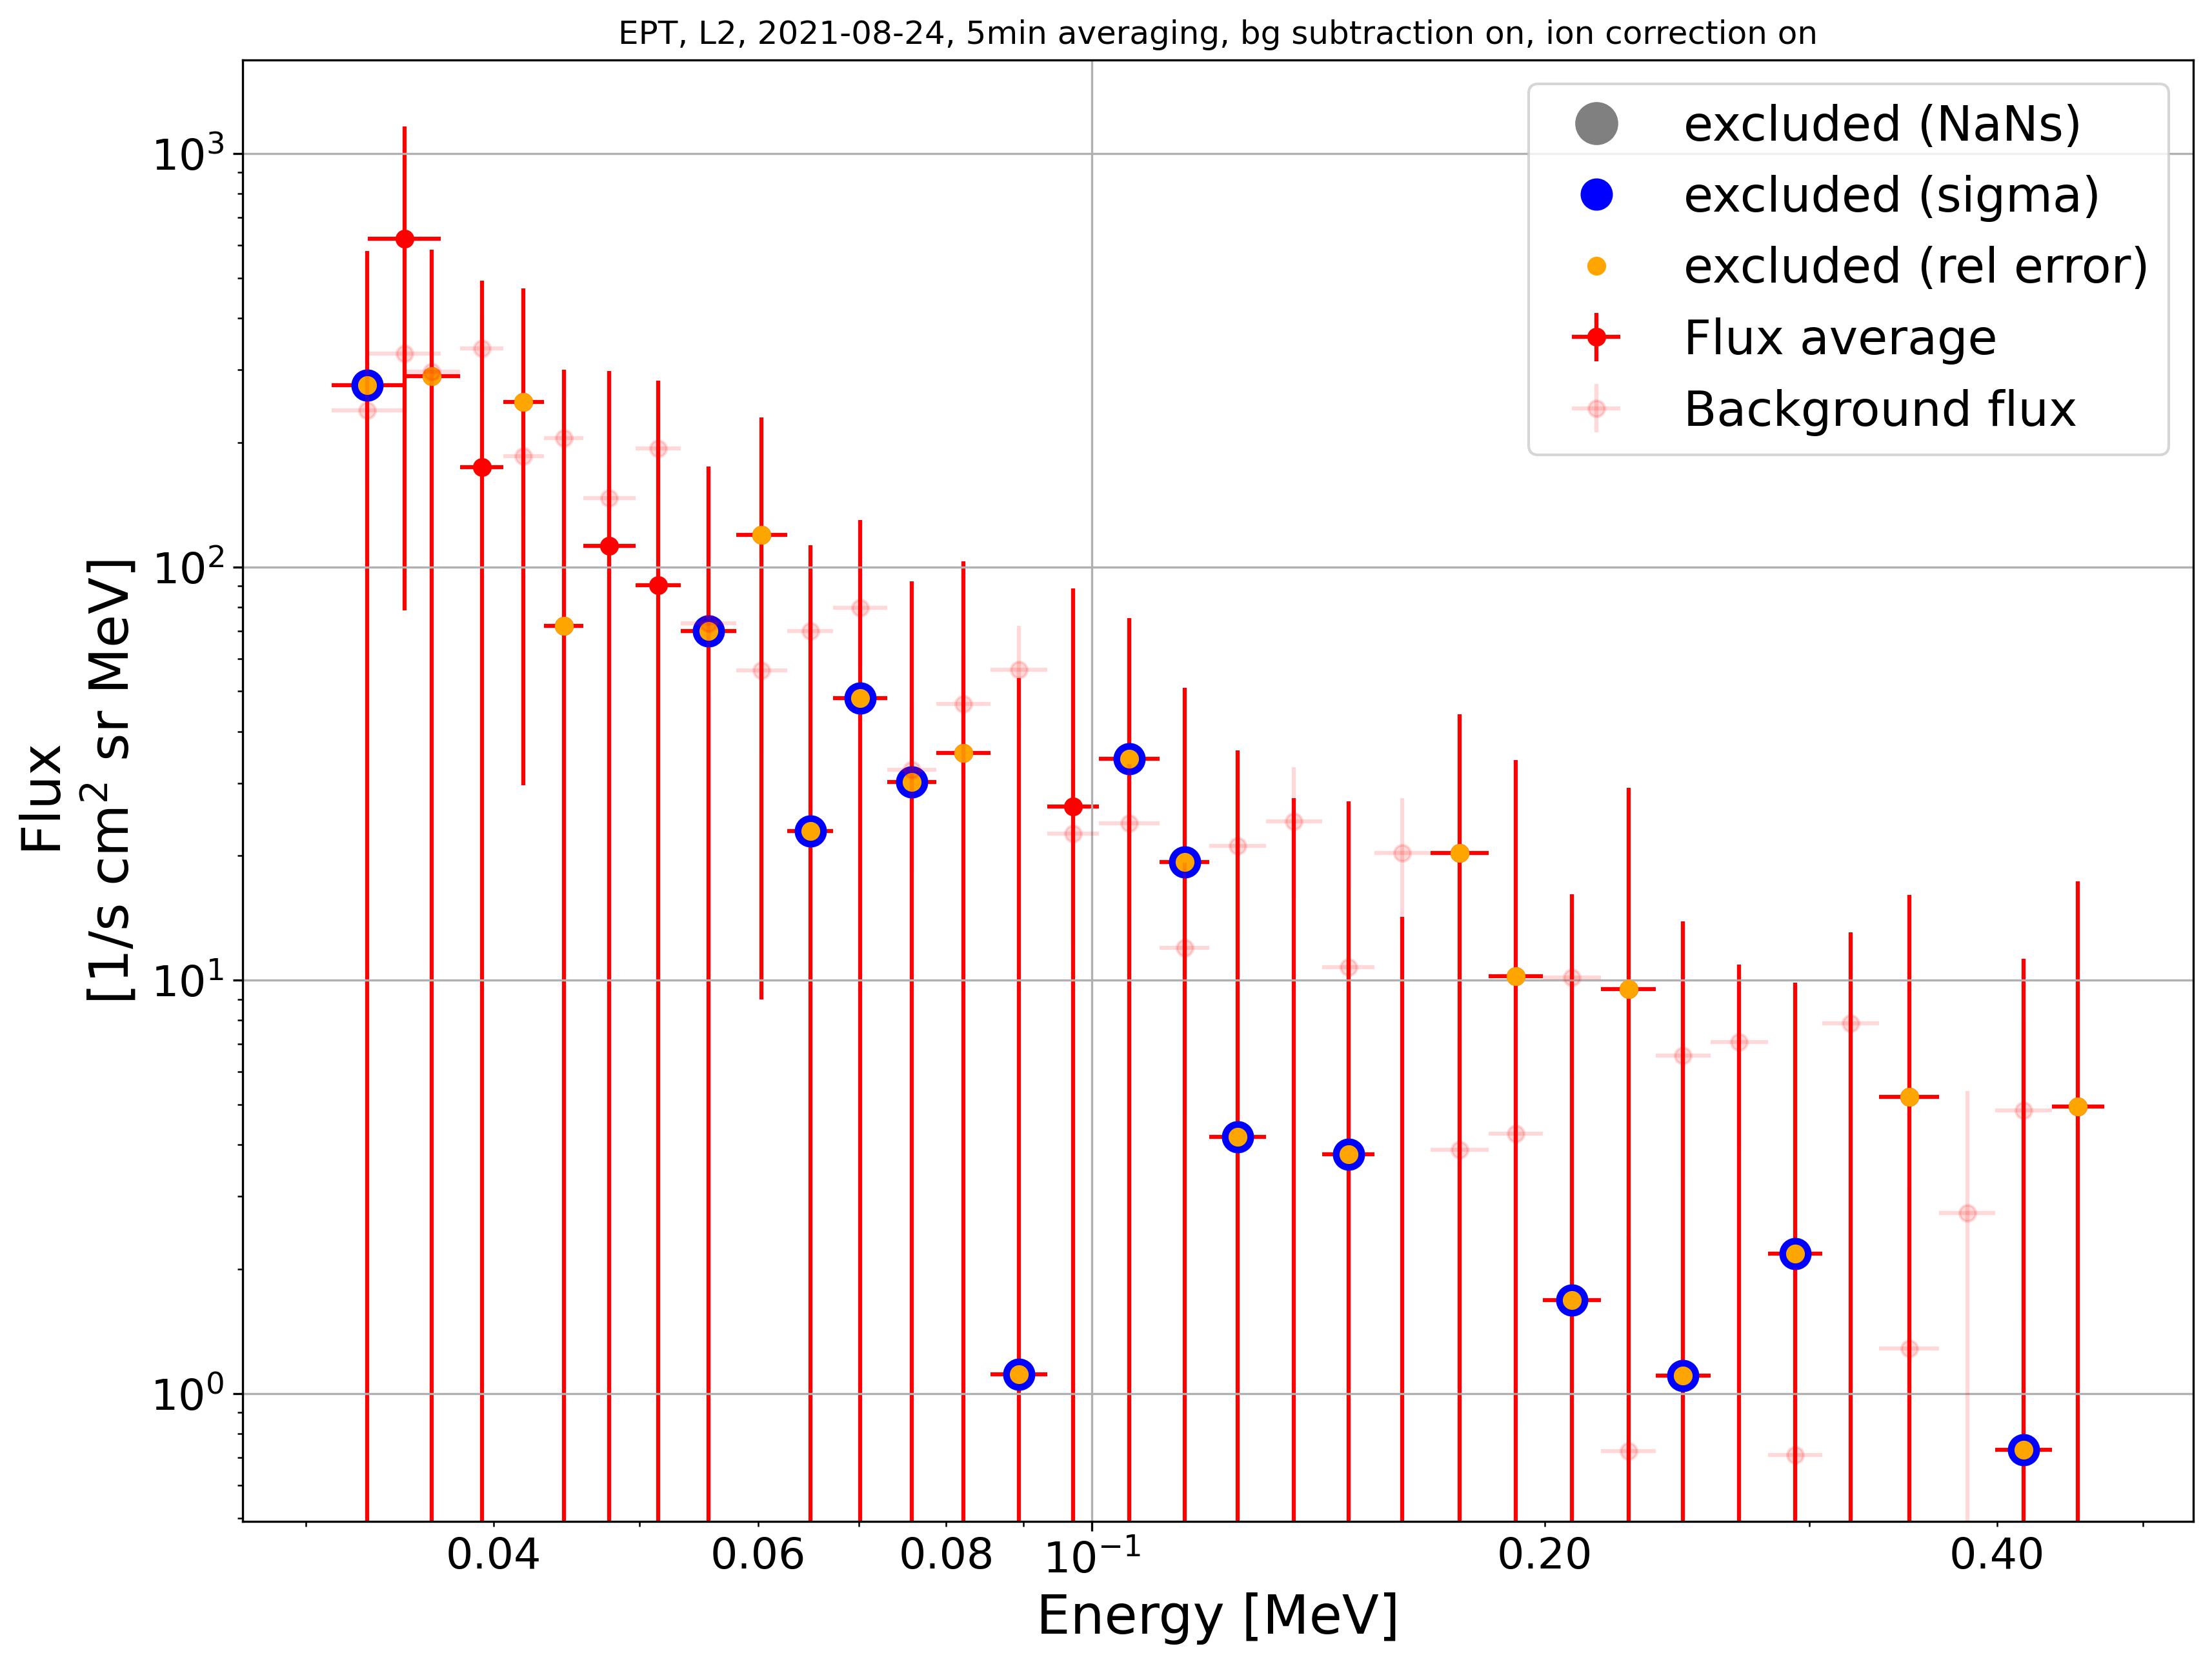 EPT, L2, 2021-08-24, 5min averaging, bg subtraction on, ion correction on
excluded (NaNs)
excluded (sigma)
excluded (rel error)
Flux average
Background flux
10³
10²
10¹
10⁰
Flux
[1/s cm² sr MeV]
0.04 0.06 0.08 10⁻¹ 0.20 0.40
Energy [MeV]